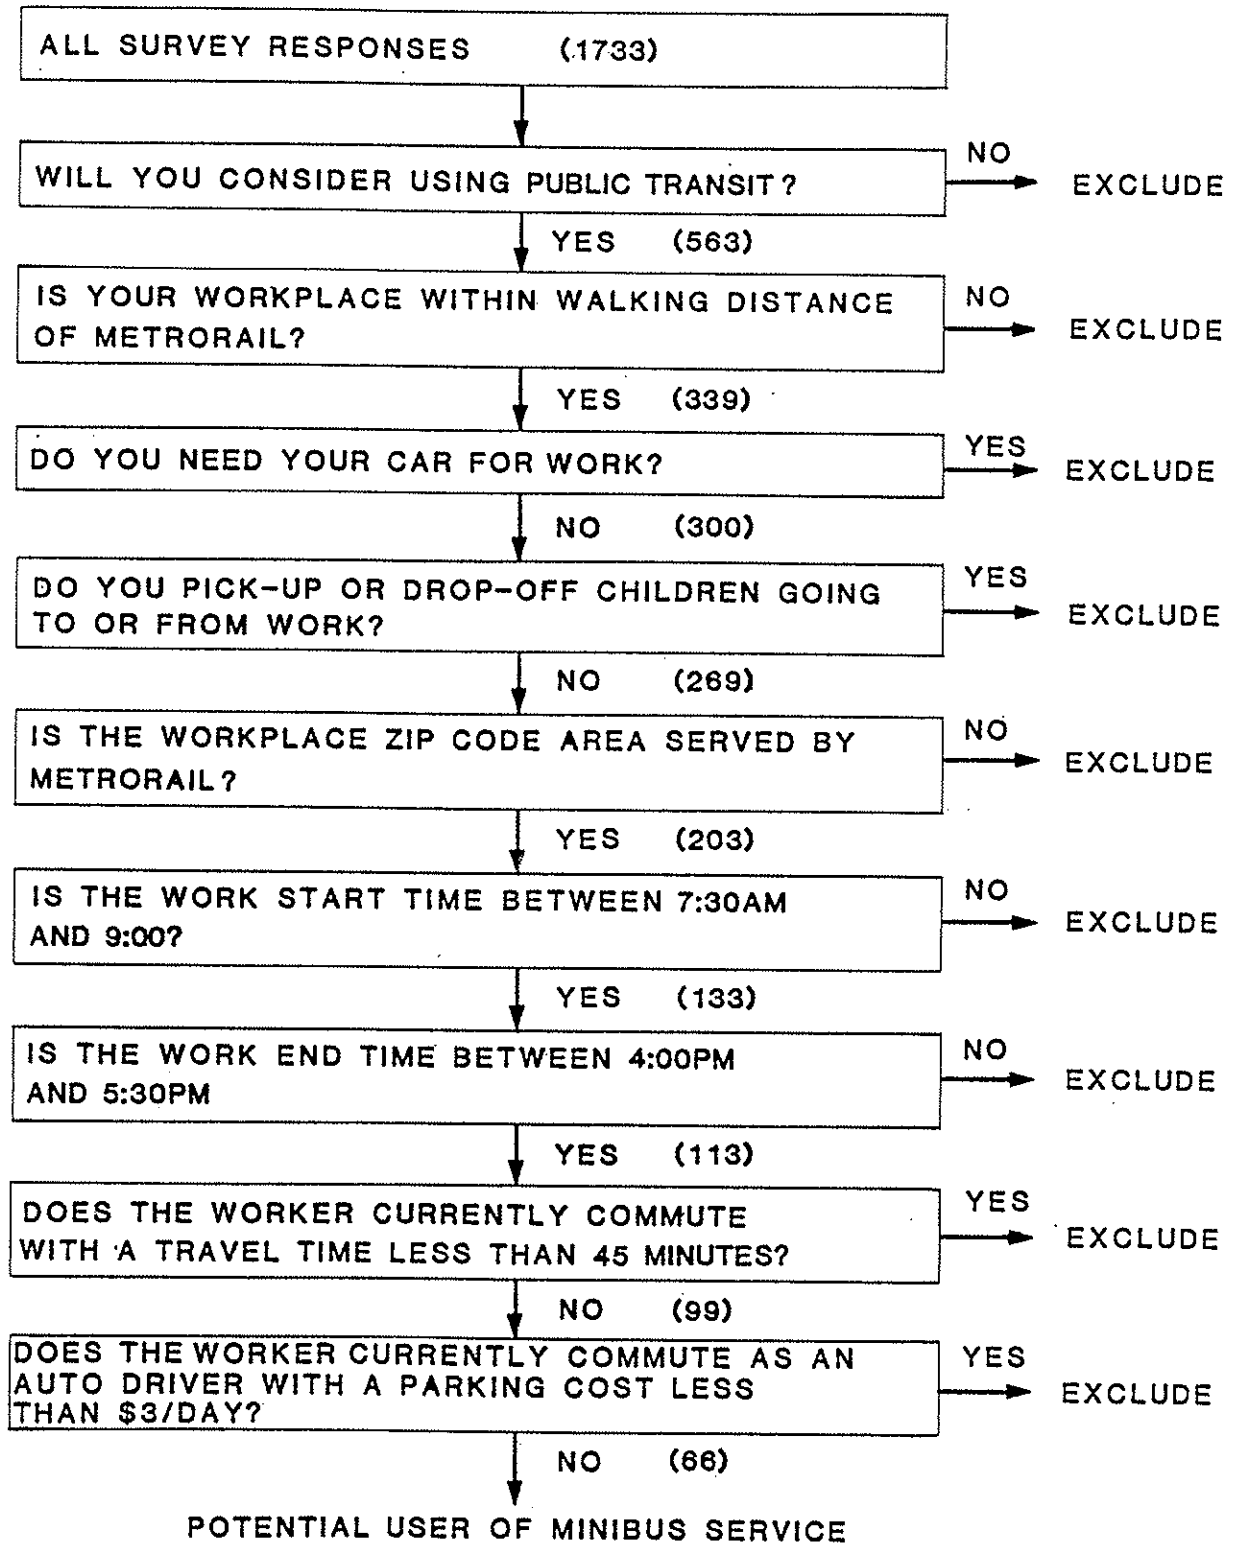 ALL SURVEY RESPONSES (1733)
NO
WILL YOU CONSIDER USING PUBLIC TRANSIT?
EXCLUDE
YES (563)
IS YOUR WORKPLACE WITHIN WALKING DISTANCE
NO
OF METRORAIL?
EXCLUDE
YES (339)
YES
DO YOU NEED YOUR CAR FOR WORK?
EXCLUDE
NO (300)
DO YOU PICK-UP OR DROP-OFF CHILDREN GOING
YES
TO OR FROM WORK?
EXCLUDE
NO (269)
IS THE WORKPLACE ZIP CODE AREA SERVED BY
NO
METRORAIL?
EXCLUDE
YES (203)
IS THE WORK START TIME BETWEEN 7:30AM
NO
AND 9:00?
EXCLUDE
YES (133)
IS THE WORK END TIME BETWEEN 4:00PM
NO
AND 5:30PM
EXCLUDE
YES (113)
DOES THE WORKER CURRENTLY COMMUTE
YES
WITH A TRAVEL TIME LESS THAN 45 MINUTES?
EXCLUDE
NO (99)
DOES THE WORKER CURRENTLY COMMUTE AS AN
YES
AUTO DRIVER WITH A PARKING COST LESS
EXCLUDE
THAN $3/DAY?
NO (66)
POTENTIAL USER OF MINIBUS SERVICE